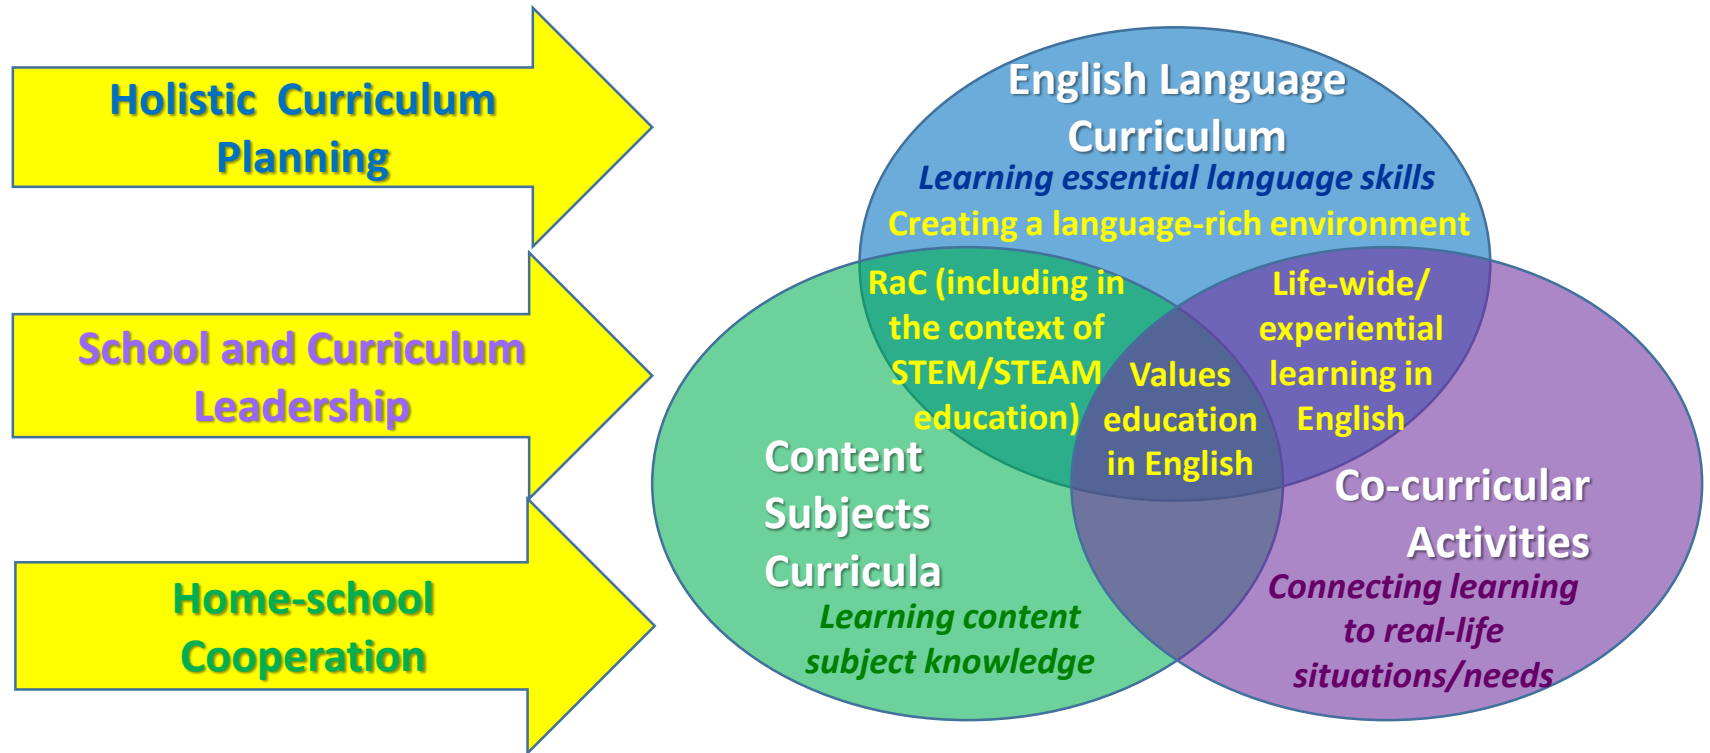 Holistic Curriculum
Planning
School and Curriculum
Leadership
Home-school
Cooperation
English Language
Curriculum
Learning essential language skills
Creating a language-rich environment
RaC (including in
the context of
STEM/STEAM
education)
Life-wide/
experiential
learning in
English
Values
education
in English
Content
Subjects
Curricula
Learning content
subject knowledge
Co-curricular
Activities
Connecting learning
to real-life
situations/needs